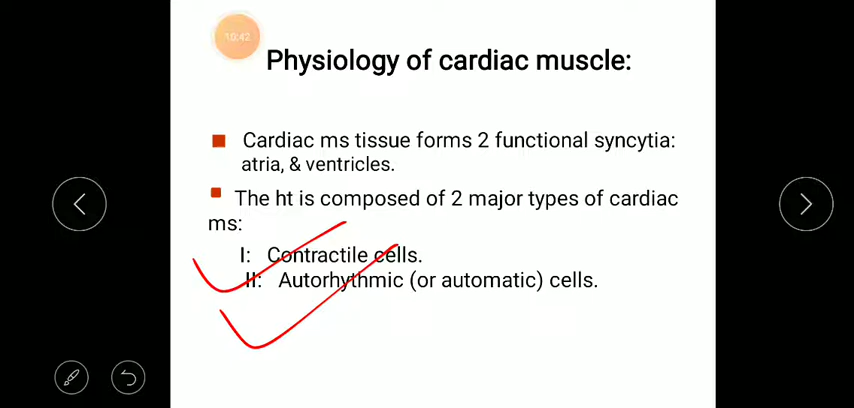 10:42
Physiology of cardiac muscle:
Cardiac ms tissue forms 2 functional syncytia:
atria, & ventricles.
The ht is composed of 2 major types of cardiac
ms:
I: Contractile cells.
II: Autorhythmic (or automatic) cells.